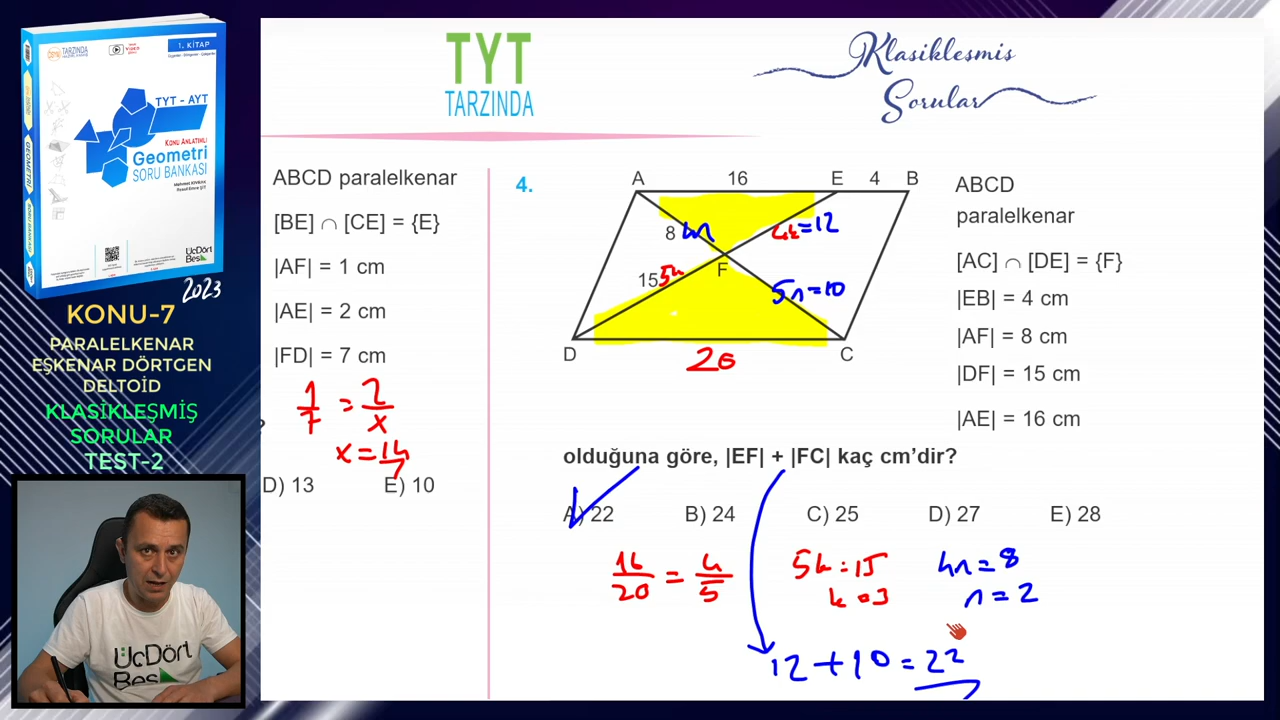 TARZINDA
1. KİTAP
TYT - AYT
KONU ANLATIMLI
Geometri
SORU BANKASI
ÜçDört
Beş
2023
KONU-7
PARALELKENAR
EŞKENAR DÖRTGEN
DELTOİD
KLASİKLEŞMİŞ
SORULAR
TEST-2
ÜçDört
Beş
TYT
TARZINDA
Klasikleşmiş
Sorular
ABCD paralelkenar
[BE] ∩ [CE] = {E}
|AF| = 1 cm
|AE| = 2 cm
|FD| = 7 cm
1/7 = 2/x
x = 14
?
D) 13 E) 10
4.
A 16 E 4 B
8 4n 4k = 12
F
15 5k 5n = 10
D C
20
ABCD
paralelkenar
[AC] ∩ [DE] = {F}
|EB| = 4 cm
|AF| = 8 cm
|DF| = 15 cm
|AE| = 16 cm
olduğuna göre, |EF| + |FC| kaç cm'dir?
A) 22 B) 24 C) 25 D) 27 E) 28
16/20 = 4/5 5k = 15 4n = 8
k = 3 n = 2
12 + 10 = 22